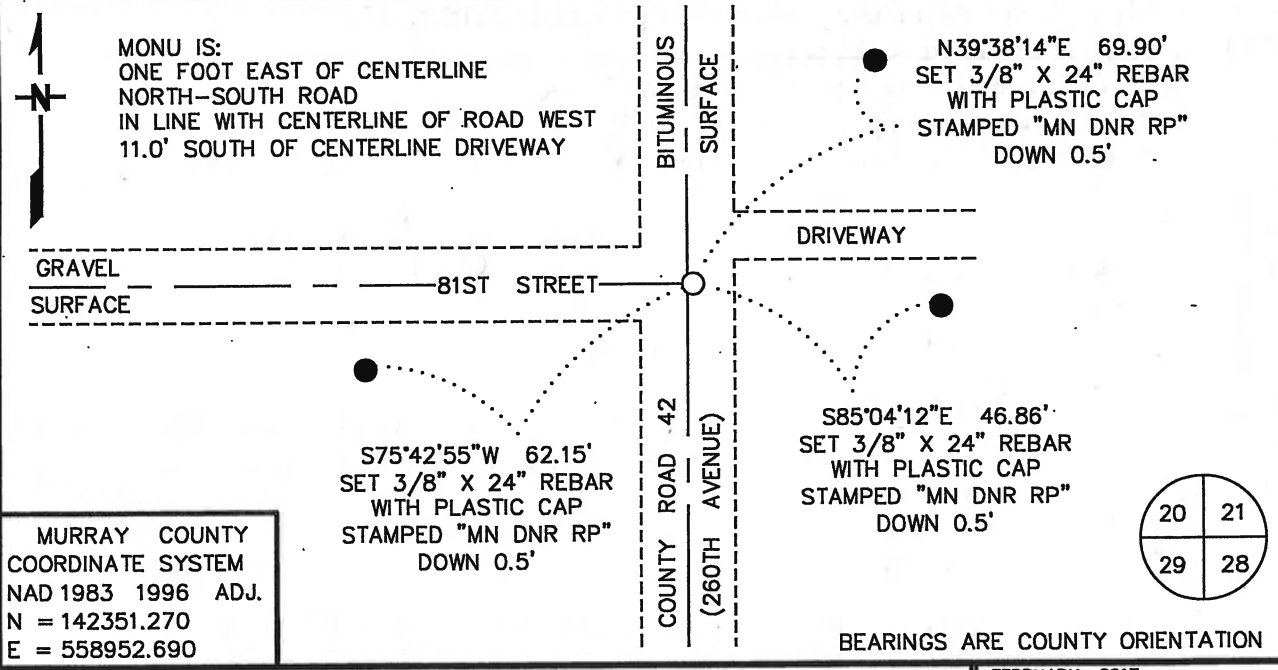 N
MONU IS:
ONE FOOT EAST OF CENTERLINE
NORTH-SOUTH ROAD
IN LINE WITH CENTERLINE OF ROAD WEST
11.0' SOUTH OF CENTERLINE DRIVEWAY
BITUMINOUS
SURFACE
N39°38'14"E 69.90'
SET 3/8" X 24" REBAR
WITH PLASTIC CAP
STAMPED "MN DNR RP"
DOWN 0.5'
DRIVEWAY
GRAVEL
SURFACE
81ST STREET
S75°42'55"W 62.15'
SET 3/8" X 24" REBAR
WITH PLASTIC CAP
STAMPED "MN DNR RP"
DOWN 0.5'
COUNTY ROAD 42
(260TH AVENUE)
S85°04'12"E 46.86'
SET 3/8" X 24" REBAR
WITH PLASTIC CAP
STAMPED "MN DNR RP"
DOWN 0.5'
20 21
29 28
MURRAY COUNTY
COORDINATE SYSTEM
NAD 1983 1996 ADJ.
N = 142351.270
E = 558952.690
BEARINGS ARE COUNTY ORIENTATION